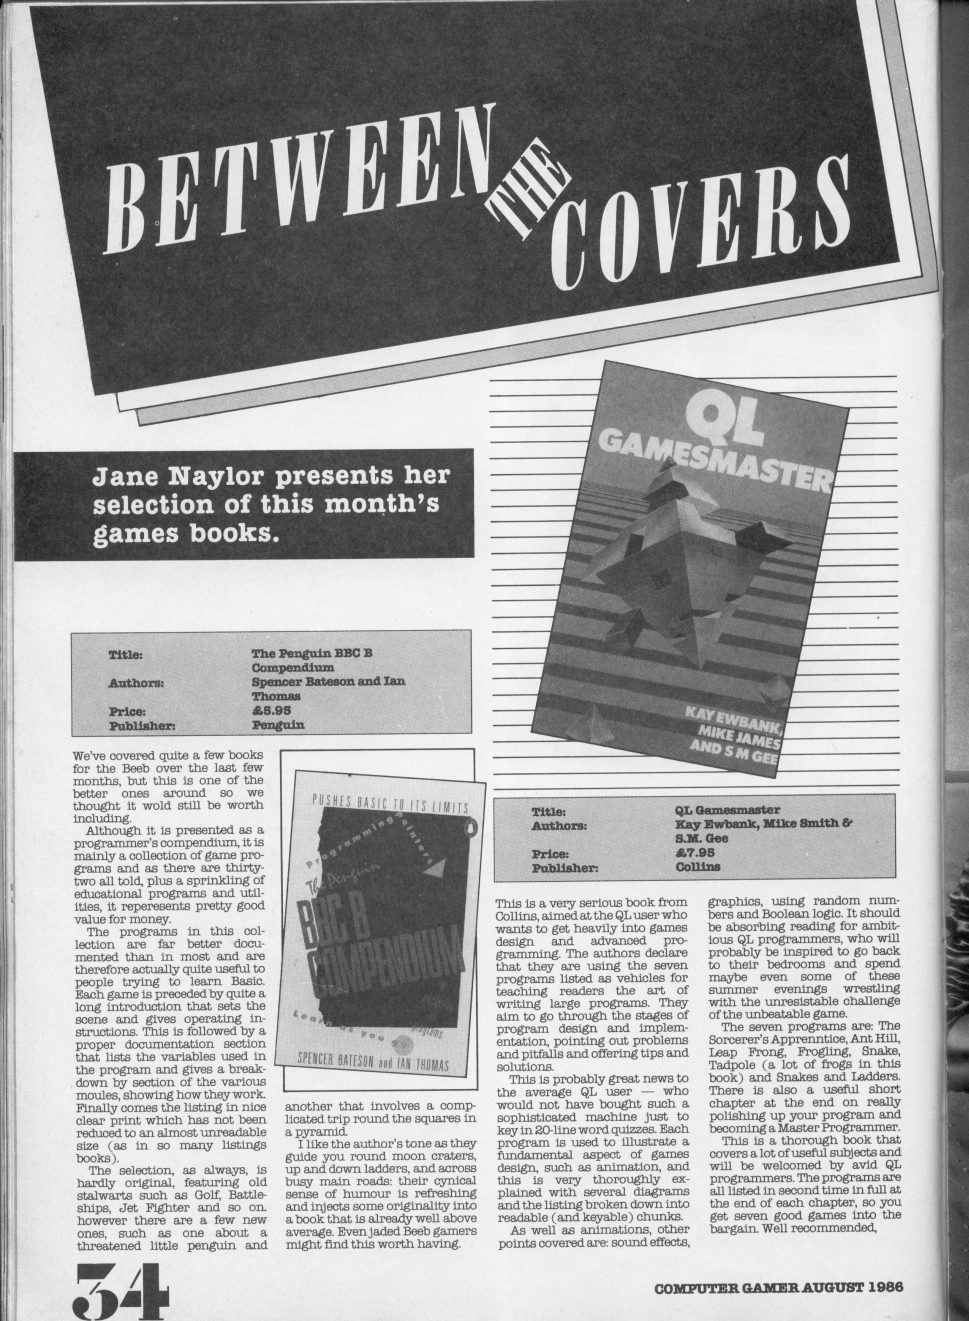 BETWEEN
THE
COVERS
Jane Naylor presents her
selection of this month's
games books.
Title: The Penguin BBC B
Compendium
Authors: Spencer Bateson and Ian
Thomas
Price: £5.95
Publisher: Penguin
We've covered quite a few books
for the Beeb over the last few
months, but this is one of the
better ones around so we
thought it wold still be worth
including.
Although it is presented as a
programmer's compendium, it is
mainly a collection of game pro-
grams and as there are thirty-
two all told, plus a sprinkling of
educational programs and util-
ities, it reperesents pretty good
value for money.
The programs in this col-
lection are far better docu-
mented than in most and are
therefore actually quite useful to
people trying to learn Basic.
Each game is preceded by quite a
long introduction that sets the
scene and gives operating in-
structions. This is followed by a
proper documentation section
that lists the variables used in
the program and gives a break-
down by section of the various
moules, showing how they work.
Finally comes the listing in nice
clear print which has not been
reduced to an almost unreadable
size (as in so many listings
books).
The selection, as always, is
hardly original, featuring old
stalwarts such as Golf, Battle-
ships, Jet Fighter and so on.
however there are a few new
ones, such as one about a
threatened little penguin and
PUSHES BASIC TO ITS LIMITS
Programming Pointers
The Penguin
BBC B
COMPENDIUM
Learn as you go
programs
SPENCER BATESON and IAN THOMAS
another that involves a comp-
licated trip round the squares in
a pyramid.
I like the author's tone as they
guide you round moon craters,
up and down ladders, and across
busy main roads: their cynical
sense of humour is refreshing
and injects some originality into
a book that is already well above
average. Even jaded Beeb gamers
might find this worth having.
QL
GAMESMASTER
KAY EWBANK,
MIKE JAMES
AND S M GEE
Title: QL Gamesmaster
Authors: Kay Ewbank, Mike Smith &
S.M. Gee
Price: £7.95
Publisher: Collins
This is a very serious book from
Collins, aimed at the QL user who
wants to get heavily into games
design and advanced pro-
gramming. The authors declare
that they are using the seven
programs listed as vehicles for
teaching readers the art of
writing large programs. They
aim to go through the stages of
program design and implem-
entation, pointing out problems
and pitfalls and offering tips and
solutions.
This is probably great news to
the average QL user — who
would not have bought such a
sophisticated machine just to
key in 20-line word quizzes. Each
program is used to illustrate a
fundamental aspect of games
design, such as animation, and
this is very thoroughly ex-
plained with several diagrams
and the listing broken down into
readable (and keyable) chunks.
As well as animations, other
points covered are: sound effects,
graphics, using random num-
bers and Boolean logic. It should
be absorbing reading for ambit-
ious QL programmers, who will
probably be inspired to go back
to their bedrooms and spend
maybe even some of these
summer evenings wrestling
with the unresistable challenge
of the unbeatable game.
The seven programs are: The
Sorcerer's Apprenntice, Ant Hill,
Leap Frong, Frogling, Snake,
Tadpole (a lot of frogs in this
book) and Snakes and Ladders.
There is also a useful short
chapter at the end on really
polishing up your program and
becoming a Master Programmer.
This is a thorough book that
covers a lot of useful subjects and
will be welcomed by avid QL
programmers. The programs are
all listed in second time in full at
the end of each chapter, so you
get seven good games into the
bargain. Well recommended,
34
COMPUTER GAMER AUGUST 1986